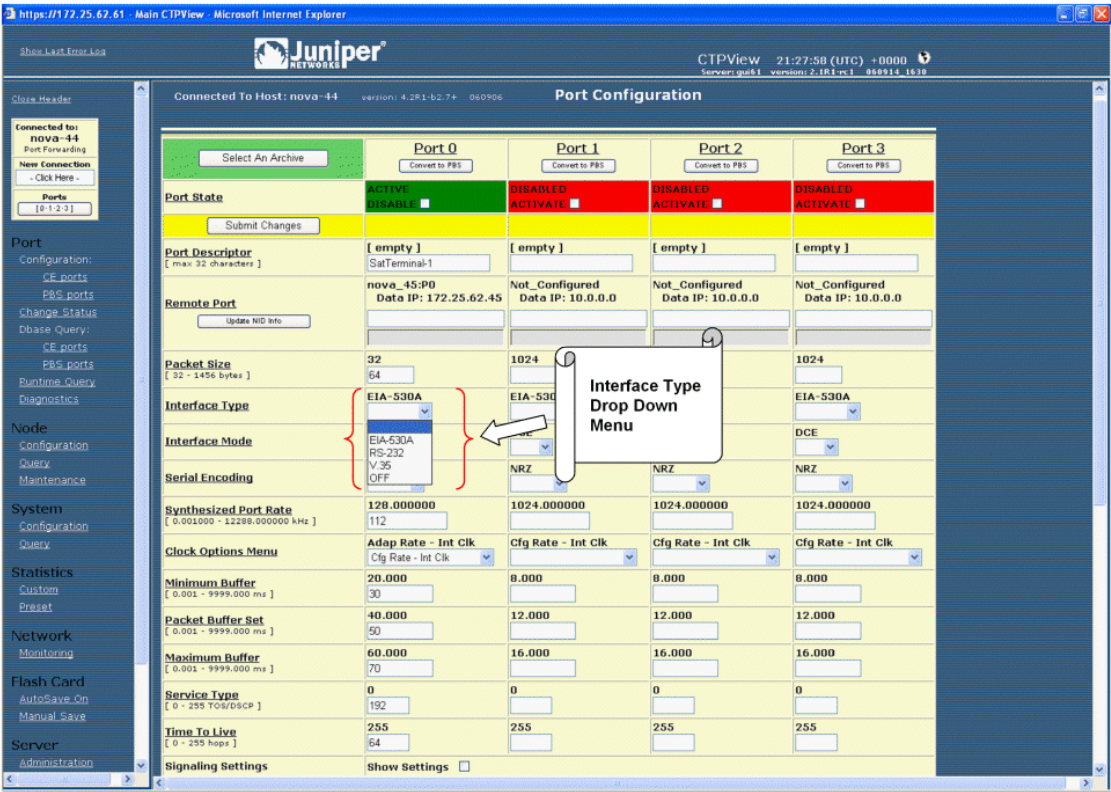 https://172.25.62.61 - Main CTPView - Microsoft Internet Explorer
Show Last Error Log
Juniper
NETWORKS
CTPView 21:27:58 (UTC) +0000
Server: gui61 version: 2.1R1-rc1 060914_1630
Close Header
Connected To Host: nova-44 version: 4.2R1-b2.7+ 060906 Port Configuration
Connected to:
nova-44
Port Forwarding
New Connection
- Click Here -
Ports
[0-1-2-3]
Port
Configuration:
CE ports
PBS ports
Change Status
Dbase Query:
CE ports
PBS ports
Runtime Query
Diagnostics
Node
Configuration
Query
Maintenance
System
Configuration
Query
Statistics
Custom
Preset
Network
Monitoring
Flash Card
AutoSave On
Manual Save
Server
Administration
Select An Archive
Port 0 Port 1 Port 2 Port 3
Convert to PBS Convert to PBS Convert to PBS Convert to PBS
Port State
ACTIVE DISABLED DISABLED DISABLED
DISABLE ACTIVATE ACTIVATE ACTIVATE
Submit Changes
Port Descriptor
[ max 32 characters ]
[ empty ] [ empty ] [ empty ] [ empty ]
SatTerminal-1
Remote Port
Update NID Info
nova_45:P0 Not_Configured Not_Configured Not_Configured
Data IP: 172.25.62.45 Data IP: 10.0.0.0 Data IP: 10.0.0.0 Data IP: 10.0.0.0
Packet Size
[ 32 - 1456 bytes ]
32 1024 1024
64
Interface Type
EIA-530A EIA-530 EIA-530A
EIA-530A
RS-232
V.35
OFF
Interface Type
Drop Down
Menu
Interface Mode
DCE
Serial Encoding
NRZ NRZ NRZ
Synthesized Port Rate
[ 0.001000 - 12288.000000 kHz ]
128.000000 1024.000000 1024.000000 1024.000000
112
Clock Options Menu
Adap Rate - Int Clk Cfg Rate - Int Clk Cfg Rate - Int Clk Cfg Rate - Int Clk
Cfg Rate - Int Clk
Minimum Buffer
[ 0.001 - 9999.000 ms ]
20.000 8.000 8.000 8.000
30
Packet Buffer Set
[ 0.001 - 9999.000 ms ]
40.000 12.000 12.000 12.000
50
Maximum Buffer
[ 0.001 - 9999.000 ms ]
60.000 16.000 16.000 16.000
70
Service Type
[ 0 - 255 TOS/DSCP ]
0 0 0 0
192
Time To Live
[ 0 - 255 hops ]
255 255 255 255
64
Signaling Settings Show Settings